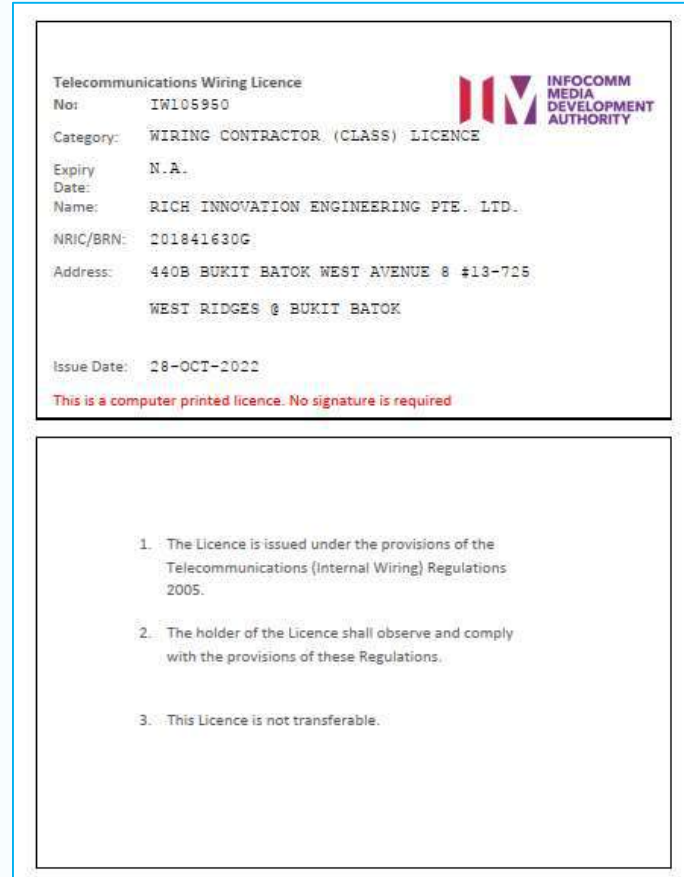 Telecommunications Wiring Licence
No: IW105950
INFOCOMM
MEDIA
DEVELOPMENT
AUTHORITY
Category: WIRING CONTRACTOR (CLASS) LICENCE
Expiry Date: N.A.
Name: RICH INNOVATION ENGINEERING PTE. LTD.
NRIC/BRN: 201841630G
Address: 440B BUKIT BATOK WEST AVENUE 8 #13-725
WEST RIDGES @ BUKIT BATOK
Issue Date: 28-OCT-2022
This is a computer printed licence. No signature is required
1. The Licence is issued under the provisions of the
Telecommunications (Internal Wiring) Regulations
2005.
2. The holder of the Licence shall observe and comply
with the provisions of these Regulations.
3. This Licence is not transferable.